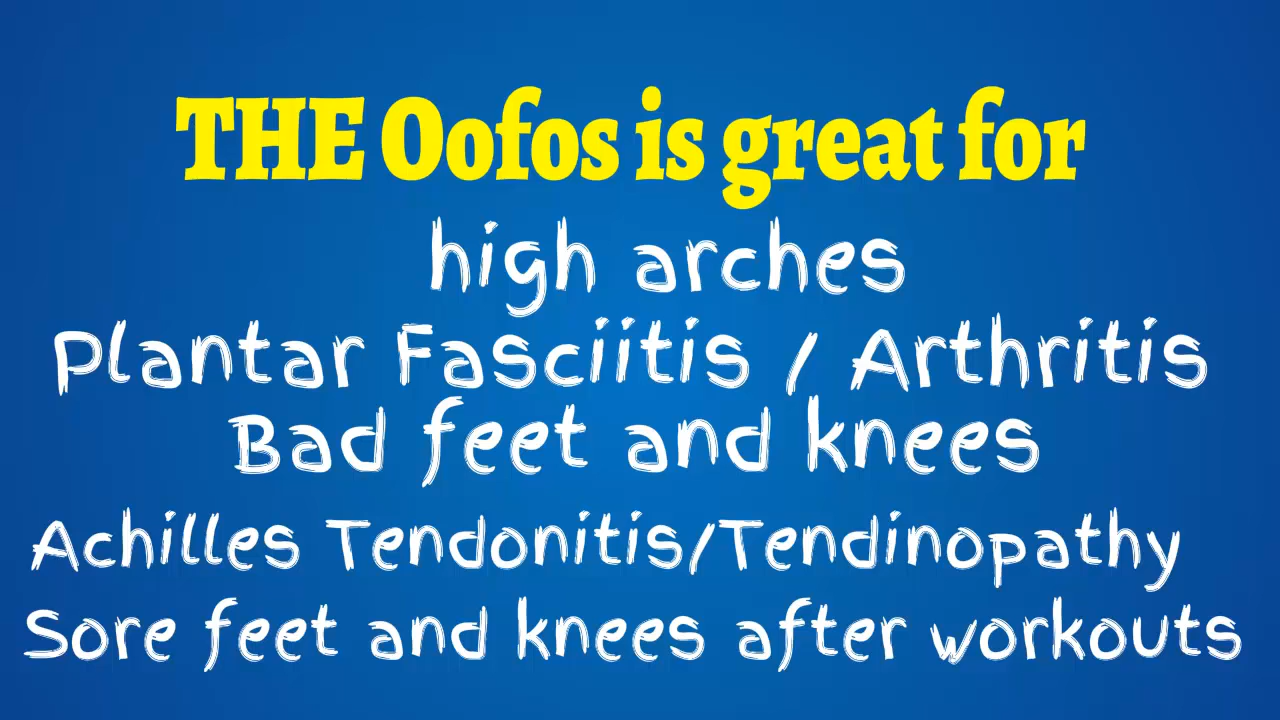 THE Oofos is great for
high arches
Plantar Fasciitis / Arthritis
Bad feet and knees
Achilles Tendonitis/Tendinopathy
Sore feet and knees after workouts